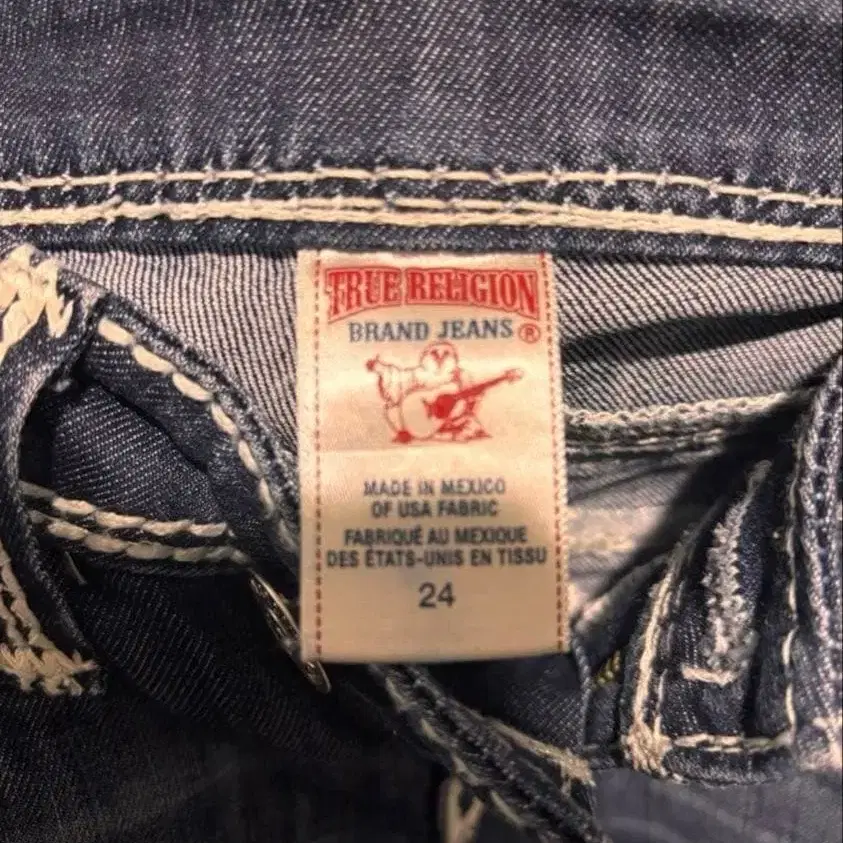 TRUE RELIGION
BRAND JEANS ®
MADE IN MEXICO
OF USA FABRIC
FABRIQUÉ AU MEXIQUE
DES ÉTATS-UNIS EN TISSU
24